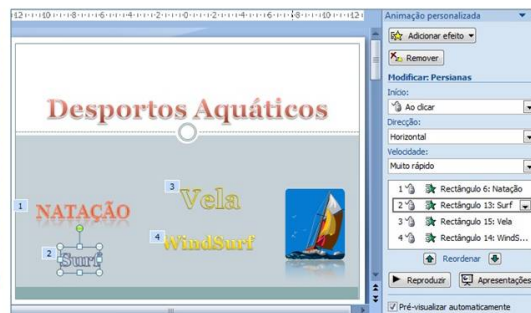 Animação personalizada
Adicionar efeito
Remover
Modificar: Persianas
Início:
Ao clicar
Direcção:
Horizontal
Velocidade:
Muito rápido
1 Rectângulo 6: Natação
2 Rectângulo 13: Surf
3 Rectângulo 15: Vela
4 Rectângulo 14: WindS...
Reordenar
Reproduzir Apresentações
Pré-visualizar automaticamente
Desportos Aquáticos
1 NATAÇÃO
2 Surf
3 Vela
4 WindSurf